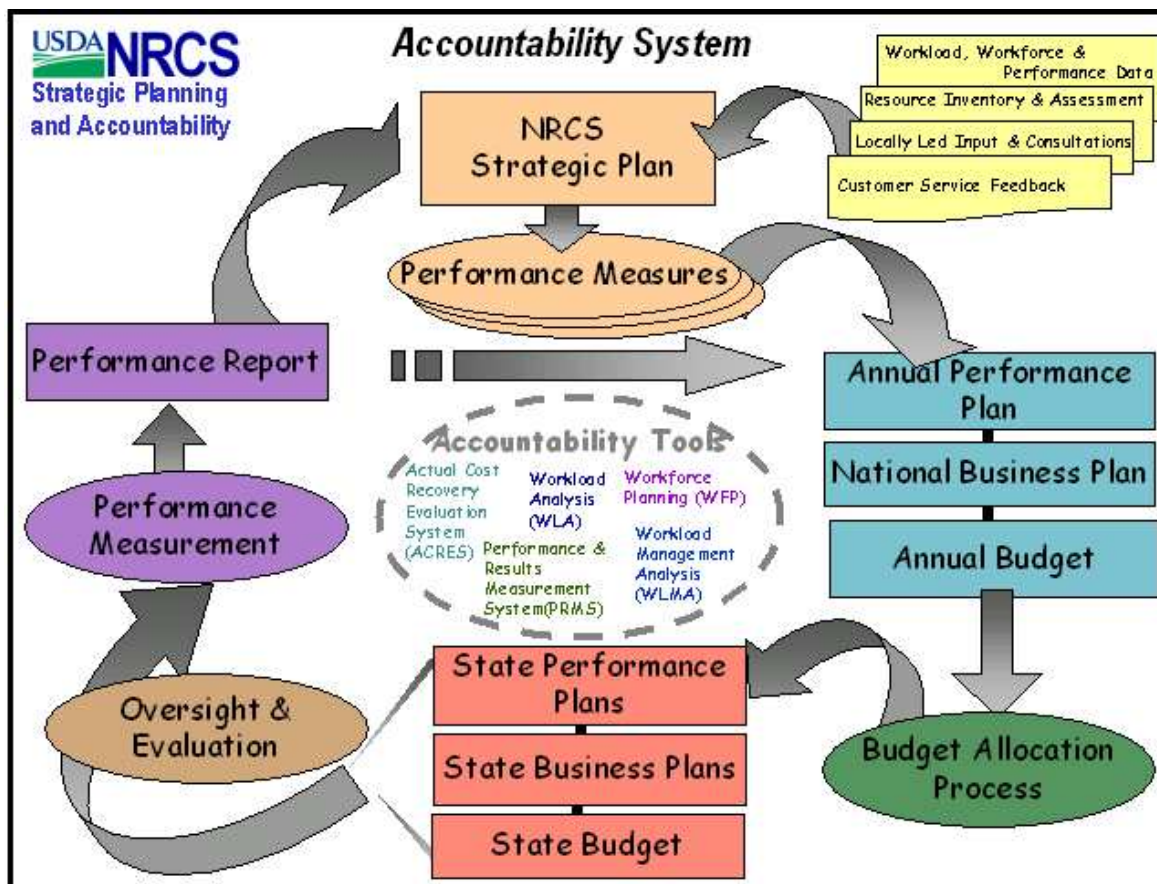 USDA NRCS
Strategic Planning
and Accountability
Accountability System
Workload, Workforce &
Performance Data
Resource Inventory & Assessment
Locally Led Input & Consultations
Customer Service Feedback
NRCS
Strategic Plan
Performance Measures
Performance Report
Annual Performance
Plan
National Business Plan
Annual Budget
Accountability Tools
Actual Cost
Recovery
Evaluation
System
(ACRES)
Workload
Analysis
(WLA)
Workforce
Planning (WFP)
Performance &
Results
Measurement
System(PRMS)
Workload
Management
Analysis
(WLMA)
Performance
Measurement
Oversight &
Evaluation
State Performance
Plans
State Business Plans
State Budget
Budget Allocation
Process